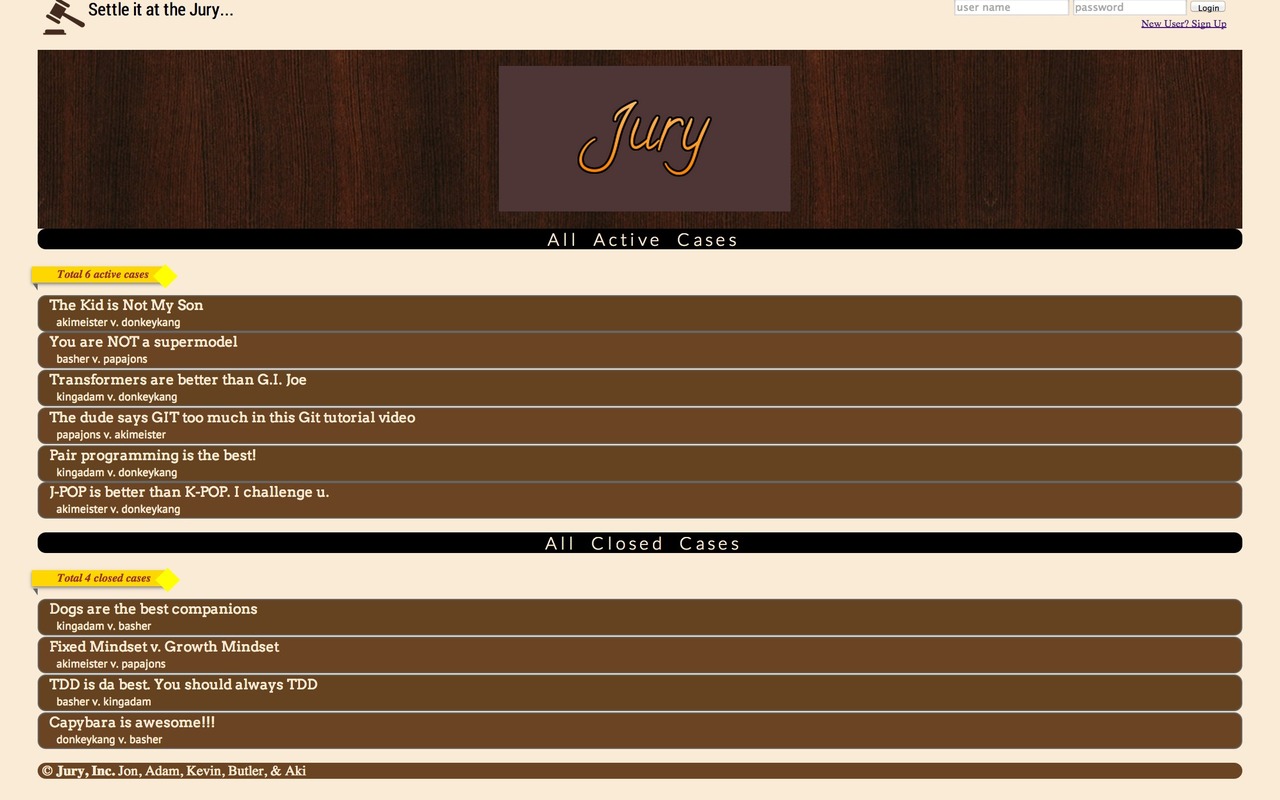 Settle it at the Jury...
user name password Login
New User? Sign Up
Jury
All Active Cases
Total 6 active cases
The Kid is Not My Son
akimeister v. donkeykang
You are NOT a supermodel
basher v. papajons
Transformers are better than G.I. Joe
kingadam v. donkeykang
The dude says GIT too much in this Git tutorial video
papajons v. akimeister
Pair programming is the best!
kingadam v. donkeykang
J-POP is better than K-POP. I challenge u.
akimeister v. donkeykang
All Closed Cases
Total 4 closed cases
Dogs are the best companions
kingadam v. basher
Fixed Mindset v. Growth Mindset
akimeister v. papajons
TDD is da best. You should always TDD
basher v. kingadam
Capybara is awesome!!!
donkeykang v. basher
© Jury, Inc. Jon, Adam, Kevin, Butler, & Aki